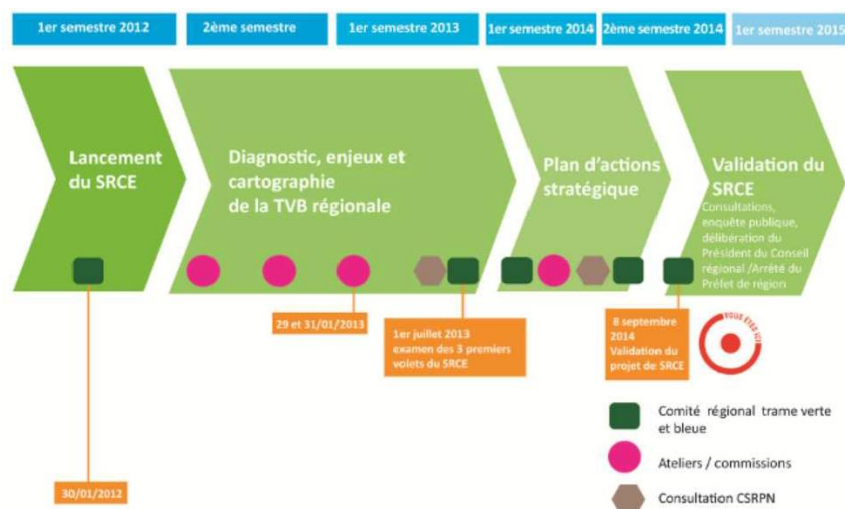 1er semestre 2012
2ème semestre
1er semestre 2013
1er semestre 2014
2ème semestre 2014
1er semestre 2015
Lancement
du SRCE
Diagnostic, enjeux et
cartographie
de la TVB régionale
Plan d'actions
stratégique
Validation du
SRCE
Consultations,
enquête publique,
délibération du
Président du Conseil
régional /Arrêté du
Préfet de région
29 et 31/01/2013
1er juillet 2013
examen des 3 premiers
volets du SRCE
8 septembre
2014
Validation du
projet de SRCE
VOUS ÊTES ICI
30/01/2012
Comité régional trame verte
et bleue
Ateliers / commissions
Consultation CSRPN